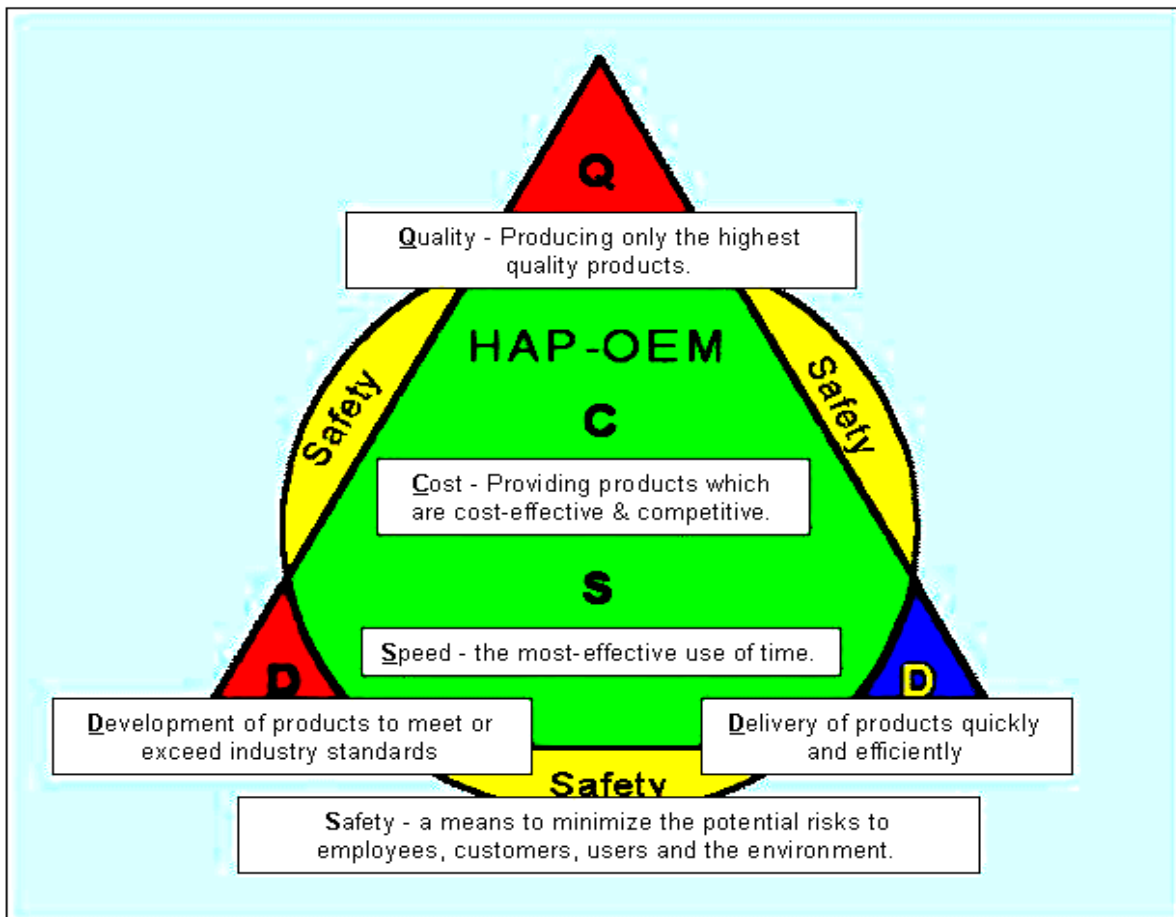 Q
Quality - Producing only the highest
quality products.
HAP-OEM
Safety
Safety
C
Cost - Providing products which
are cost-effective & competitive.
S
Speed - the most-effective use of time.
D
D
Development of products to meet or
exceed industry standards
Delivery of products quickly
and efficiently
Safety
Safety - a means to minimize the potential risks to
employees, customers, users and the environment.